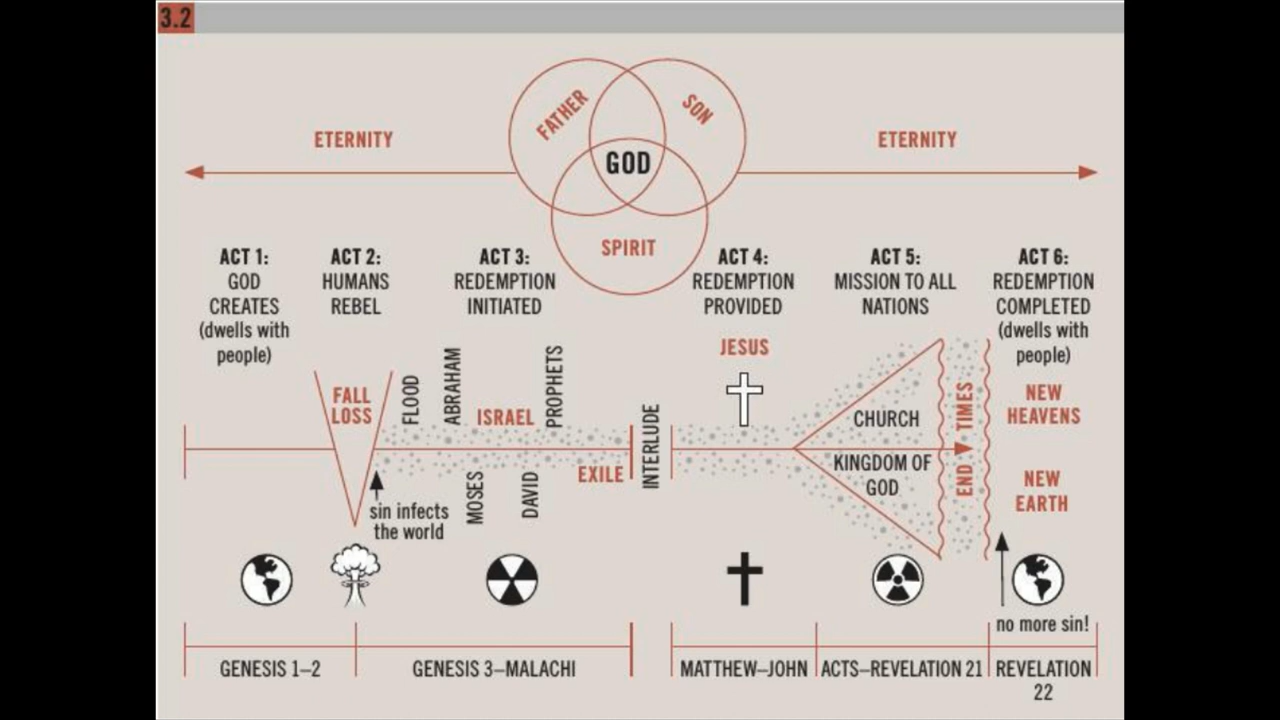 3.2
FATHER
SON
ETERNITY
GOD
ETERNITY
SPIRIT
ACT 1:
GOD
CREATES
(dwells with
people)
ACT 2:
HUMANS
REBEL
ACT 3:
REDEMPTION
INITIATED
ACT 4:
REDEMPTION
PROVIDED
ACT 5:
MISSION TO ALL
NATIONS
ACT 6:
REDEMPTION
COMPLETED
(dwells with
people)
FALL
LOSS
FLOOD
ABRAHAM
ISRAEL
PROPHETS
MOSES
DAVID
EXILE
sin infects
the world
INTERLUDE
JESUS
CHURCH
KINGDOM OF
GOD
END TIMES
NEW
HEAVENS
NEW
EARTH
no more sin!
GENESIS 1–2
GENESIS 3–MALACHI
MATTHEW–JOHN
ACTS–REVELATION 21
REVELATION
22